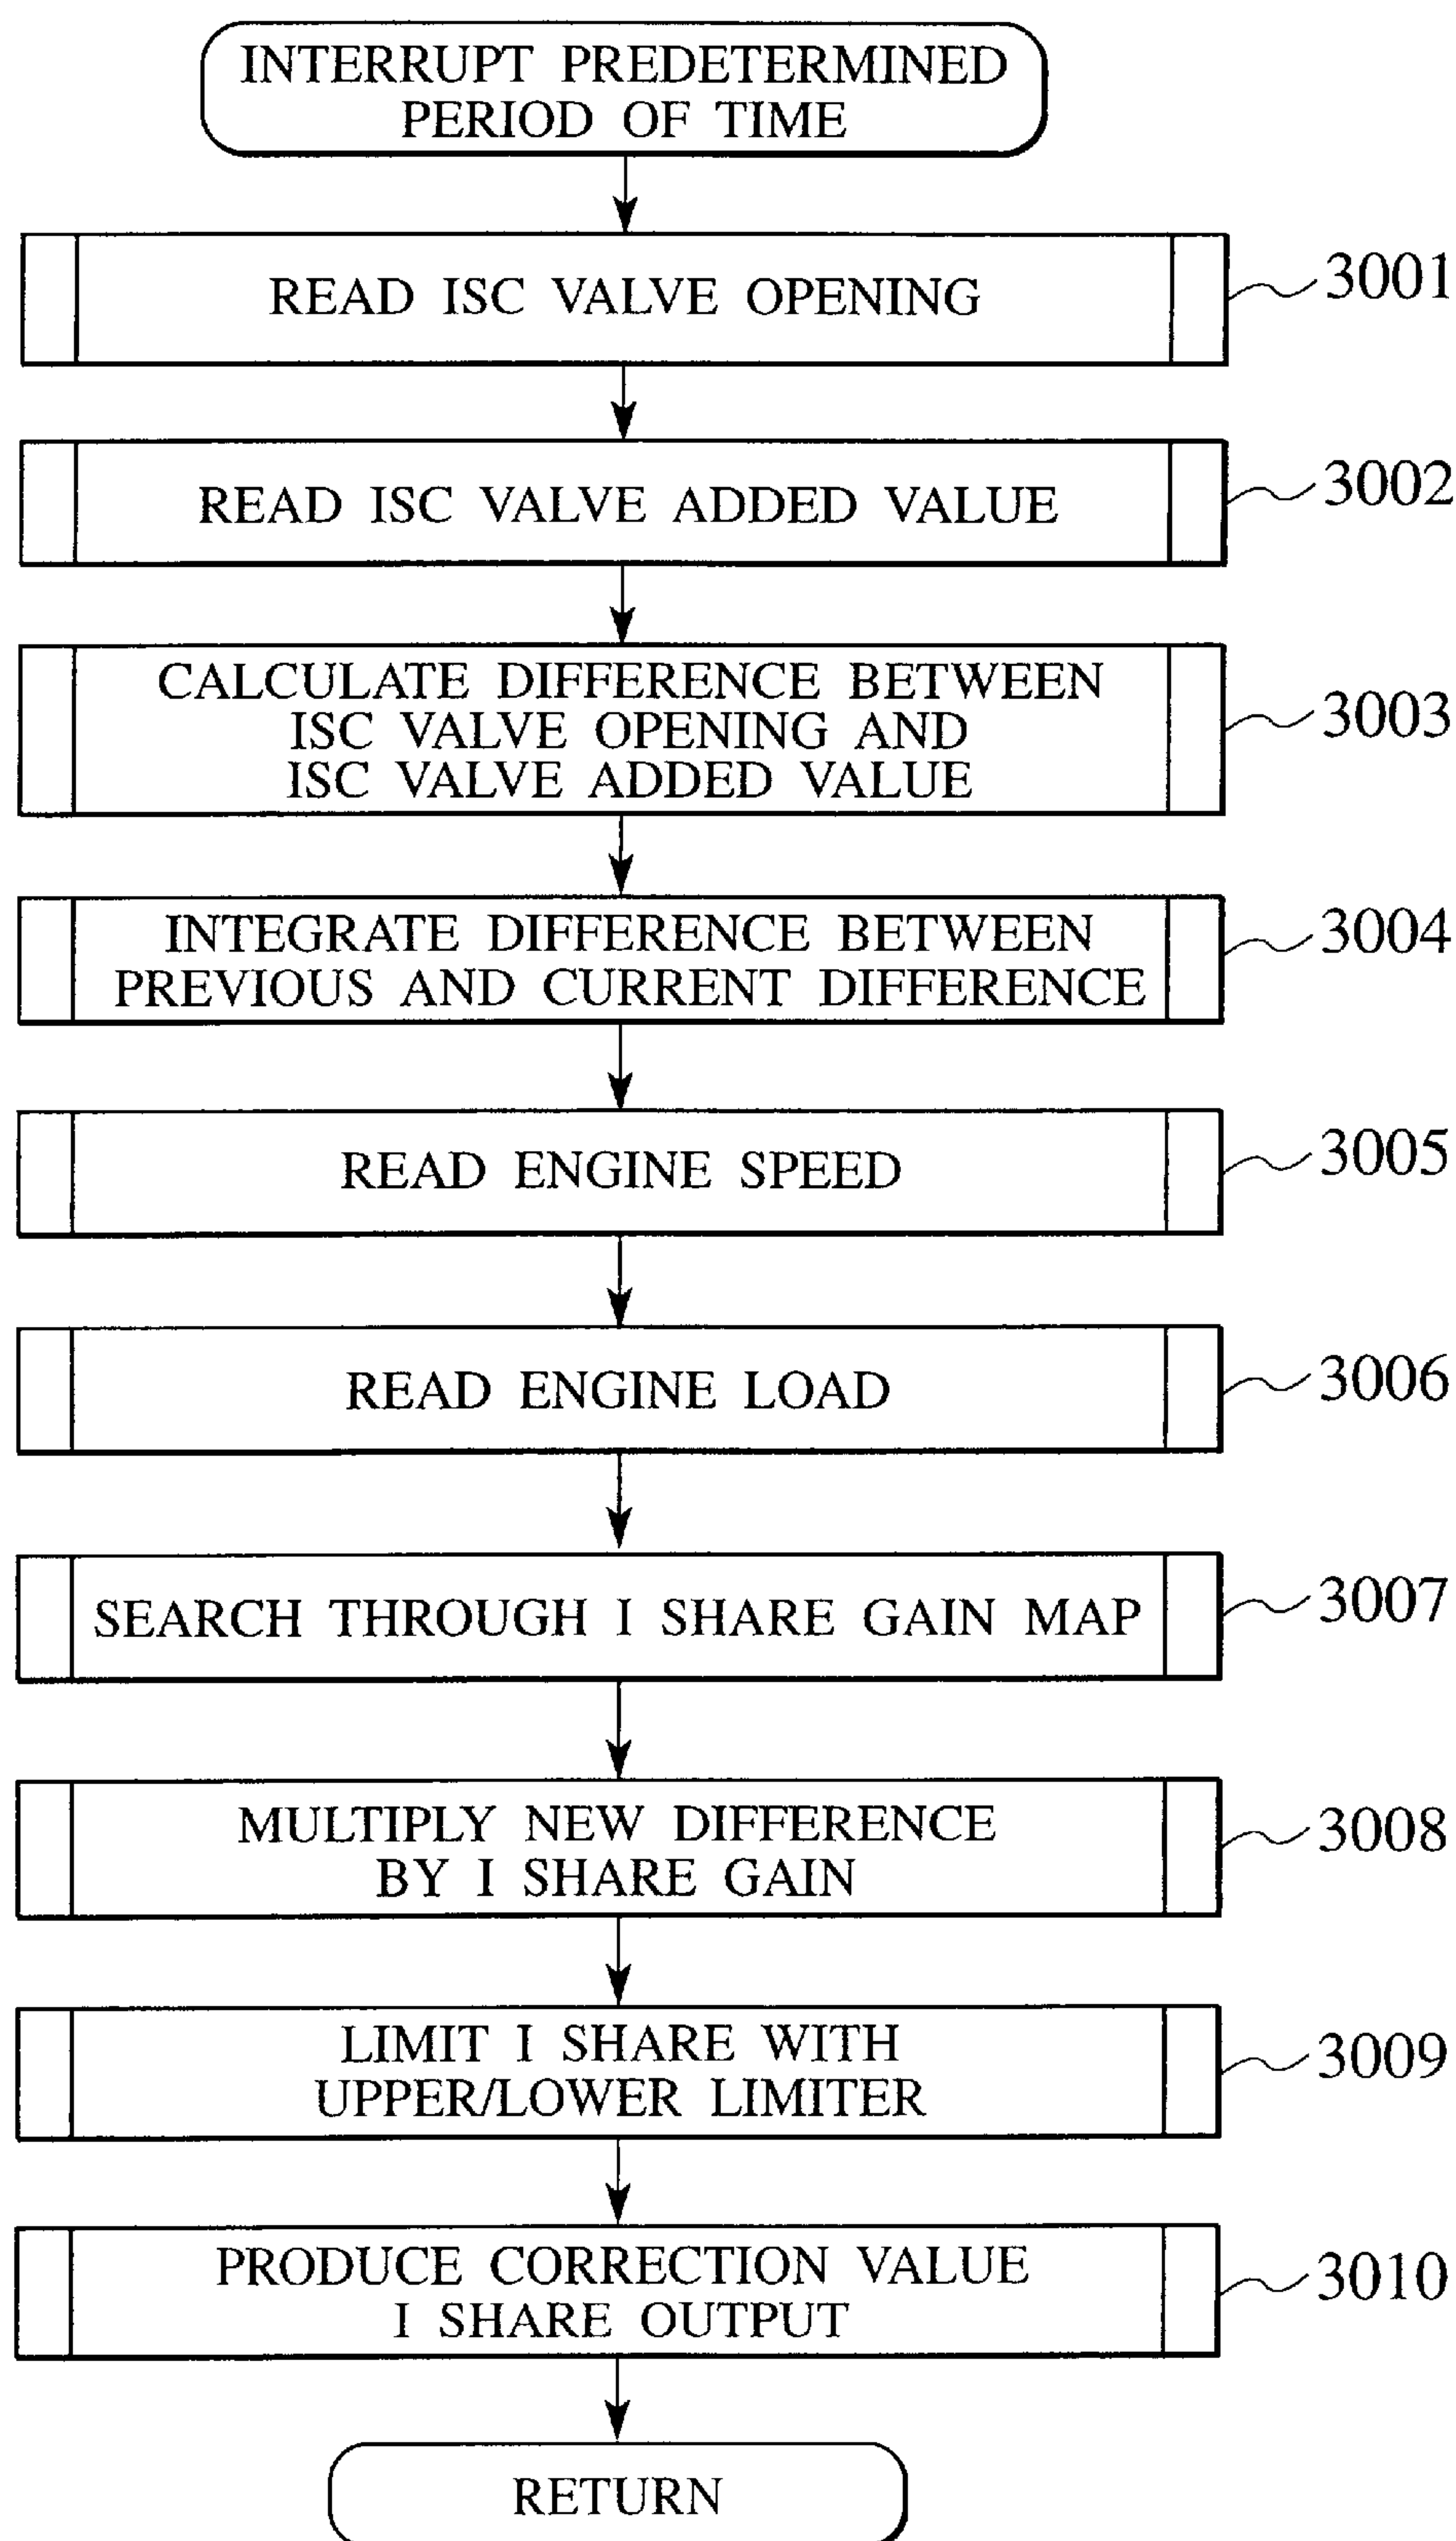 INTERRUPT PREDETERMINED
PERIOD OF TIME
READ ISC VALVE OPENING
3001
READ ISC VALVE ADDED VALUE
3002
CALCULATE DIFFERENCE BETWEEN
ISC VALVE OPENING AND
ISC VALVE ADDED VALUE
3003
INTEGRATE DIFFERENCE BETWEEN
PREVIOUS AND CURRENT DIFFERENCE
3004
READ ENGINE SPEED
3005
READ ENGINE LOAD
3006
SEARCH THROUGH I SHARE GAIN MAP
3007
MULTIPLY NEW DIFFERENCE
BY I SHARE GAIN
3008
LIMIT I SHARE WITH
UPPER/LOWER LIMITER
3009
PRODUCE CORRECTION VALUE
I SHARE OUTPUT
3010
RETURN